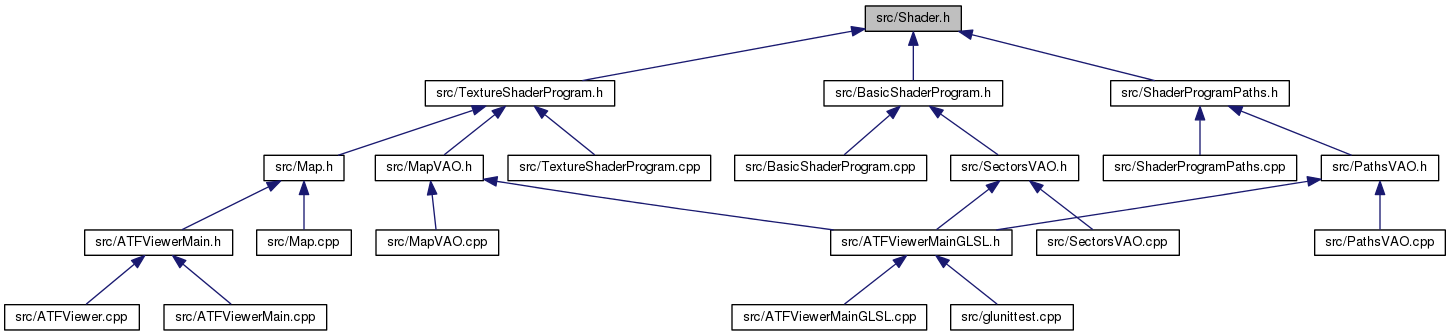 src/Shader.h
src/TextureShaderProgram.h
src/BasicShaderProgram.h
src/ShaderProgramPaths.h
src/Map.h
src/MapVAO.h
src/TextureShaderProgram.cpp
src/BasicShaderProgram.cpp
src/SectorsVAO.h
src/ShaderProgramPaths.cpp
src/PathsVAO.h
src/ATFViewerMain.h
src/Map.cpp
src/MapVAO.cpp
src/ATFViewerMainGLSL.h
src/SectorsVAO.cpp
src/PathsVAO.cpp
src/ATFViewer.cpp
src/ATFViewerMain.cpp
src/ATFViewerMainGLSL.cpp
src/glunittest.cpp